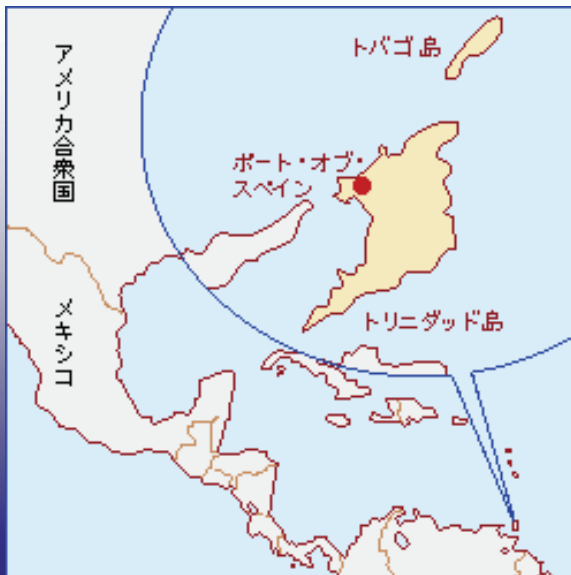 アメリカ合衆国
トバゴ島
ポート・オブ・
スペイン
メキシコ
トリニダッド島